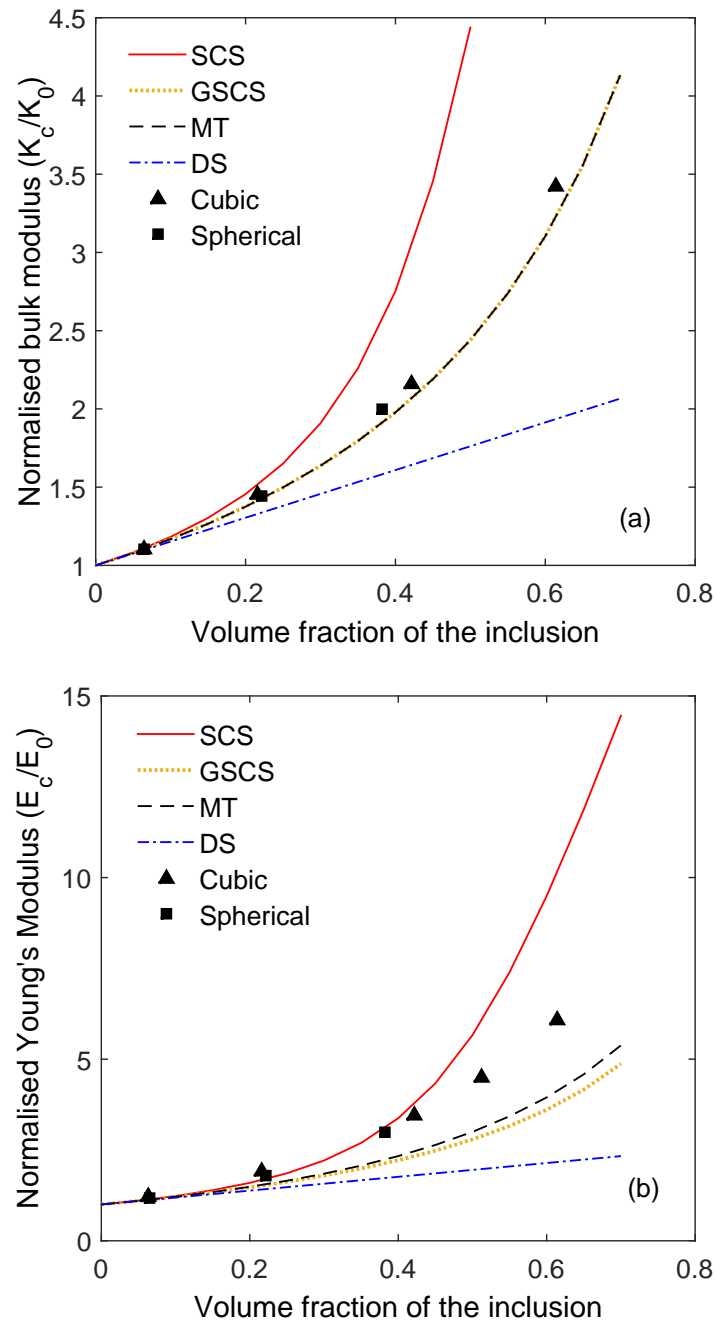 4.5
4
3.5
3
2.5
2
1.5
1
Normalised bulk modulus (K_c/K_0)
SCS
GSCS
MT
DS
Cubic
Spherical
(a)
0 0.2 0.4 0.6 0.8
Volume fraction of the inclusion
15
10
5
0
Normalised Young's Modulus (E_c/E_0)
SCS
GSCS
MT
DS
Cubic
Spherical
(b)
0 0.2 0.4 0.6 0.8
Volume fraction of the inclusion